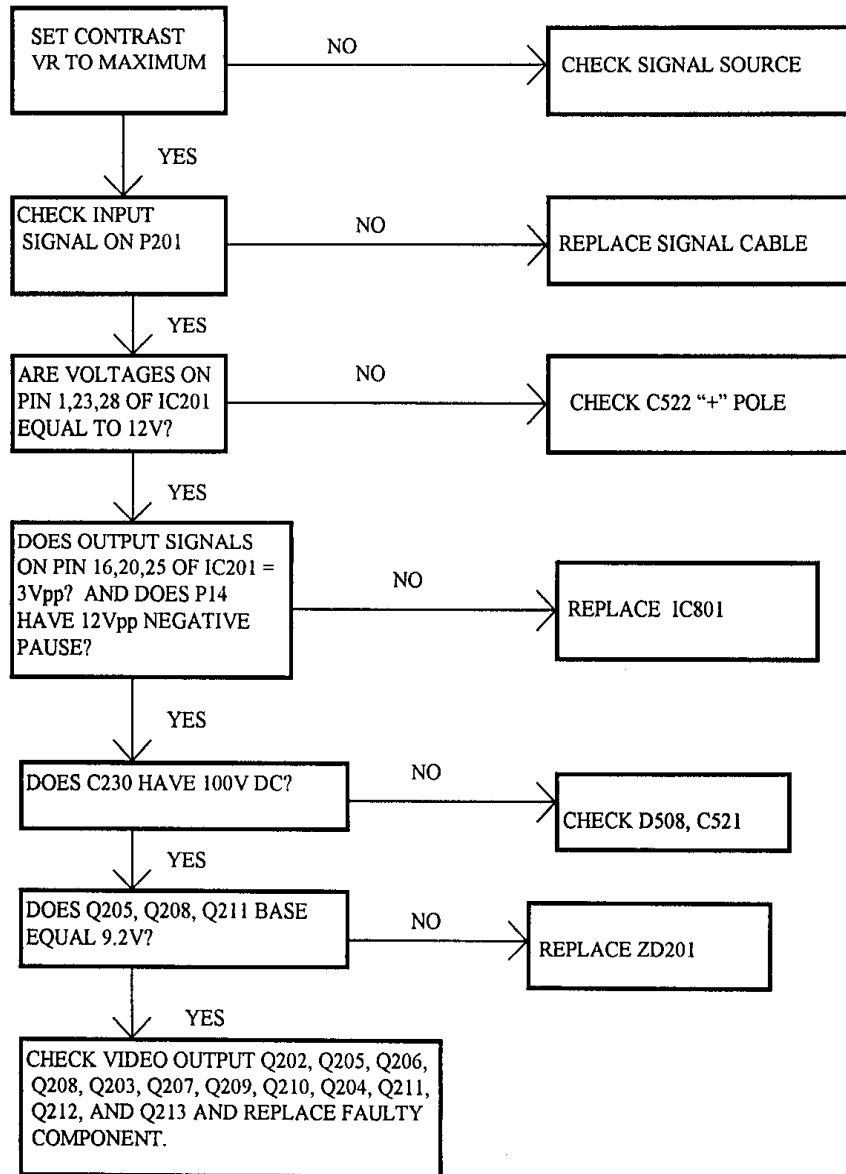 SET CONTRAST
VR TO MAXIMUM
NO
CHECK SIGNAL SOURCE
YES
CHECK INPUT
SIGNAL ON P201
NO
REPLACE SIGNAL CABLE
YES
ARE VOLTAGES ON
PIN 1,23,28 OF IC201
EQUAL TO 12V?
NO
CHECK C522 “+” POLE
YES
DOES OUTPUT SIGNALS
ON PIN 16,20,25 OF IC201 =
3Vpp? AND DOES P14
HAVE 12Vpp NEGATIVE
PAUSE?
NO
REPLACE IC801
YES
DOES C230 HAVE 100V DC?
NO
CHECK D508, C521
YES
DOES Q205, Q208, Q211 BASE
EQUAL 9.2V?
NO
REPLACE ZD201
YES
CHECK VIDEO OUTPUT Q202, Q205, Q206,
Q208, Q203, Q207, Q209, Q210, Q204, Q211,
Q212, AND Q213 AND REPLACE FAULTY
COMPONENT.